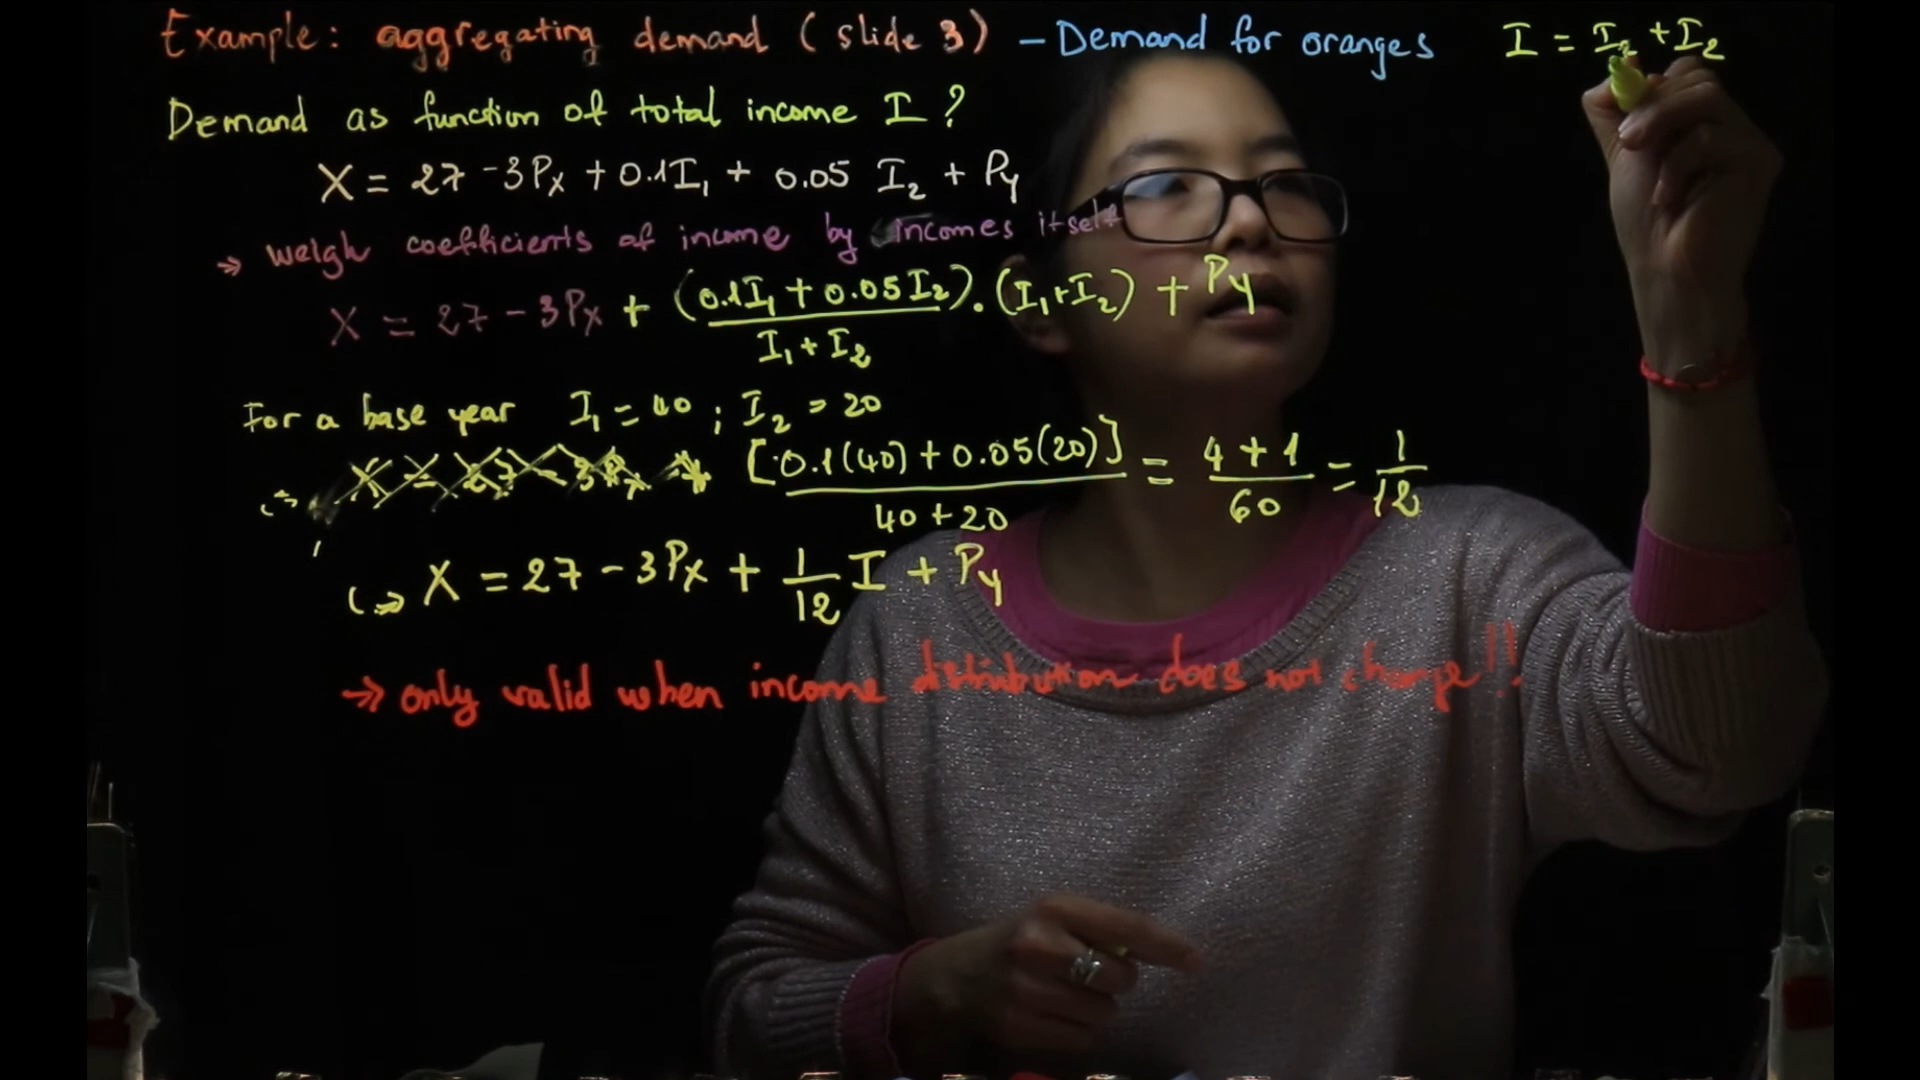 Example: aggregating demand (slide 3) - Demand for oranges I = I2 + I2
Demand as function of total income I?
X = 27 - 3Px + 0.1I1 + 0.05 I2 + Py
→ weigh coefficients of income by incomes itself
X = 27 - 3Px + (0.1I1 + 0.05I2)/(I1 + I2) . (I1 + I2) + Py
For a base year I1 = 40 ; I2 = 20
↳ X = 27 - 3Px + [0.1(40) + 0.05(20)]/(40 + 20) = (4 + 1)/60 = 1/12
↳ X = 27 - 3Px + 1/12 I + Py
→ only valid when income distribution does not change!!